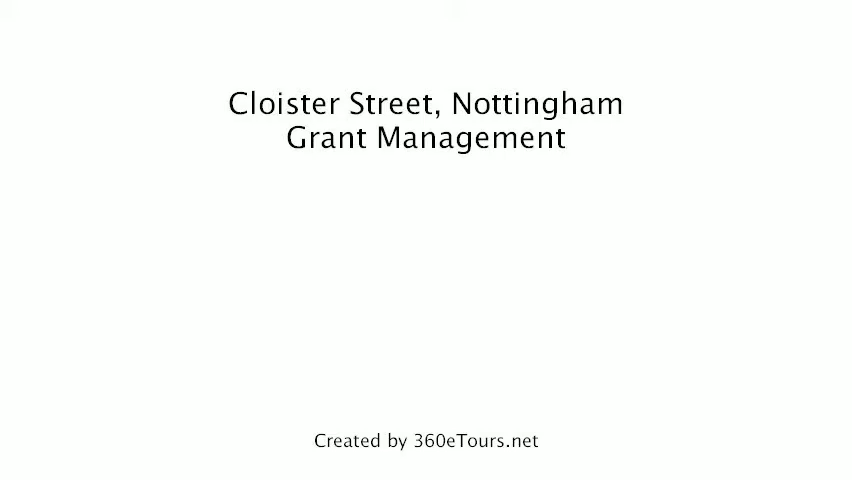 Cloister Street, Nottingham
Grant Management
Created by 360eTours.net